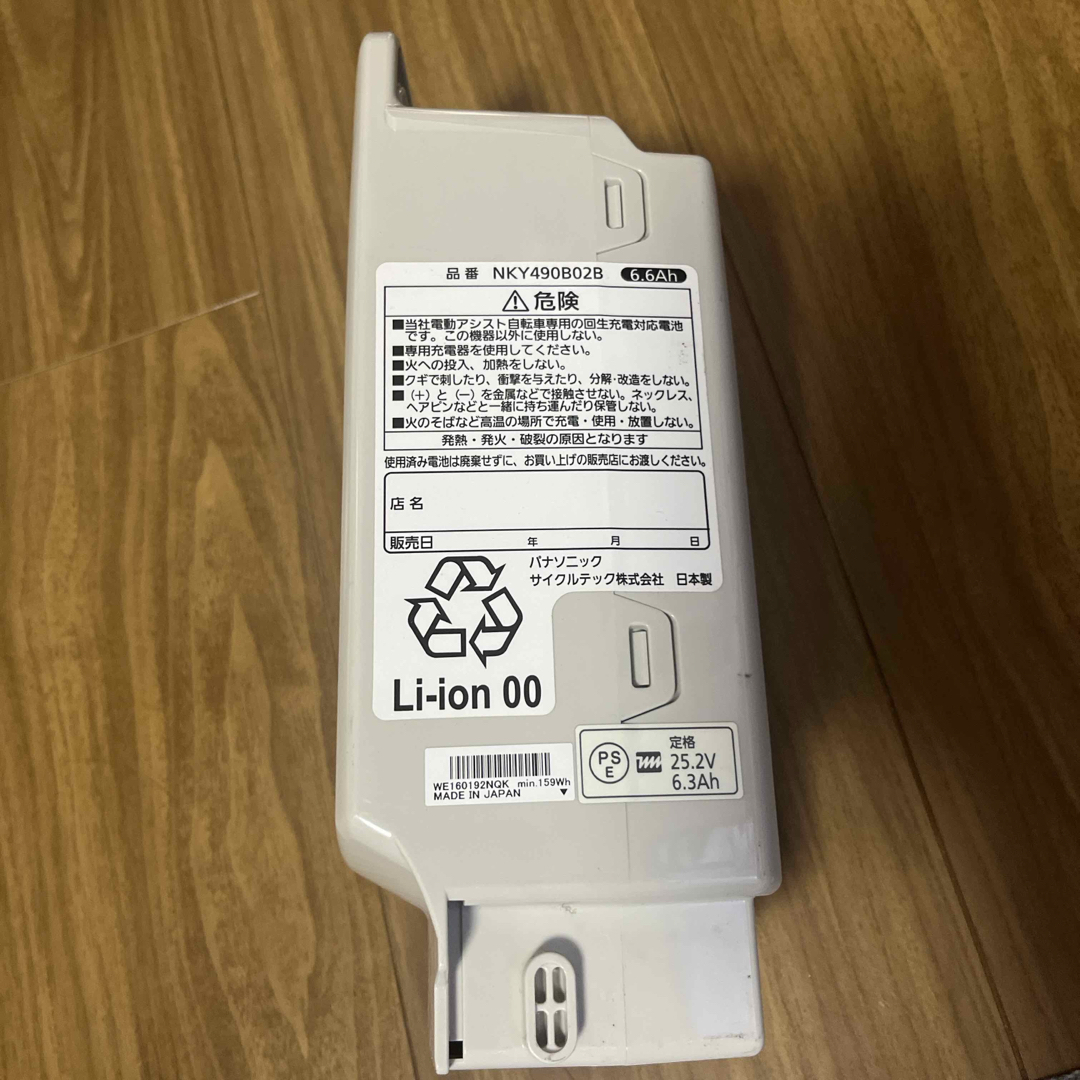 品番 NKY490B02B 6.6Ah
危険
■当社電動アシスト自転車専用の回生充電対応電池
です。この機器以外に使用しない。
■専用充電器を使用してください。
■火への投入、加熱をしない。
■クギで刺したり、衝撃を与えたり、分解・改造をしない。
■(+)と(−)を金属などで接触させない。ネックレス、
ヘアピンなどと一緒に持ち運んだり保管しない。
■火のそばなど高温の場所で充電・使用・放置しない。
発熱・発火・破裂の原因となります
使用済み電池は廃棄せずに、お買い上げの販売店にお渡しください。
店名
販売日 年 月 日
パナソニック
サイクルテック株式会社 日本製
Li-ion 00
WE160192NQK min.159Wh
MADE IN JAPAN
PS
E
定格
25.2V
6.3Ah